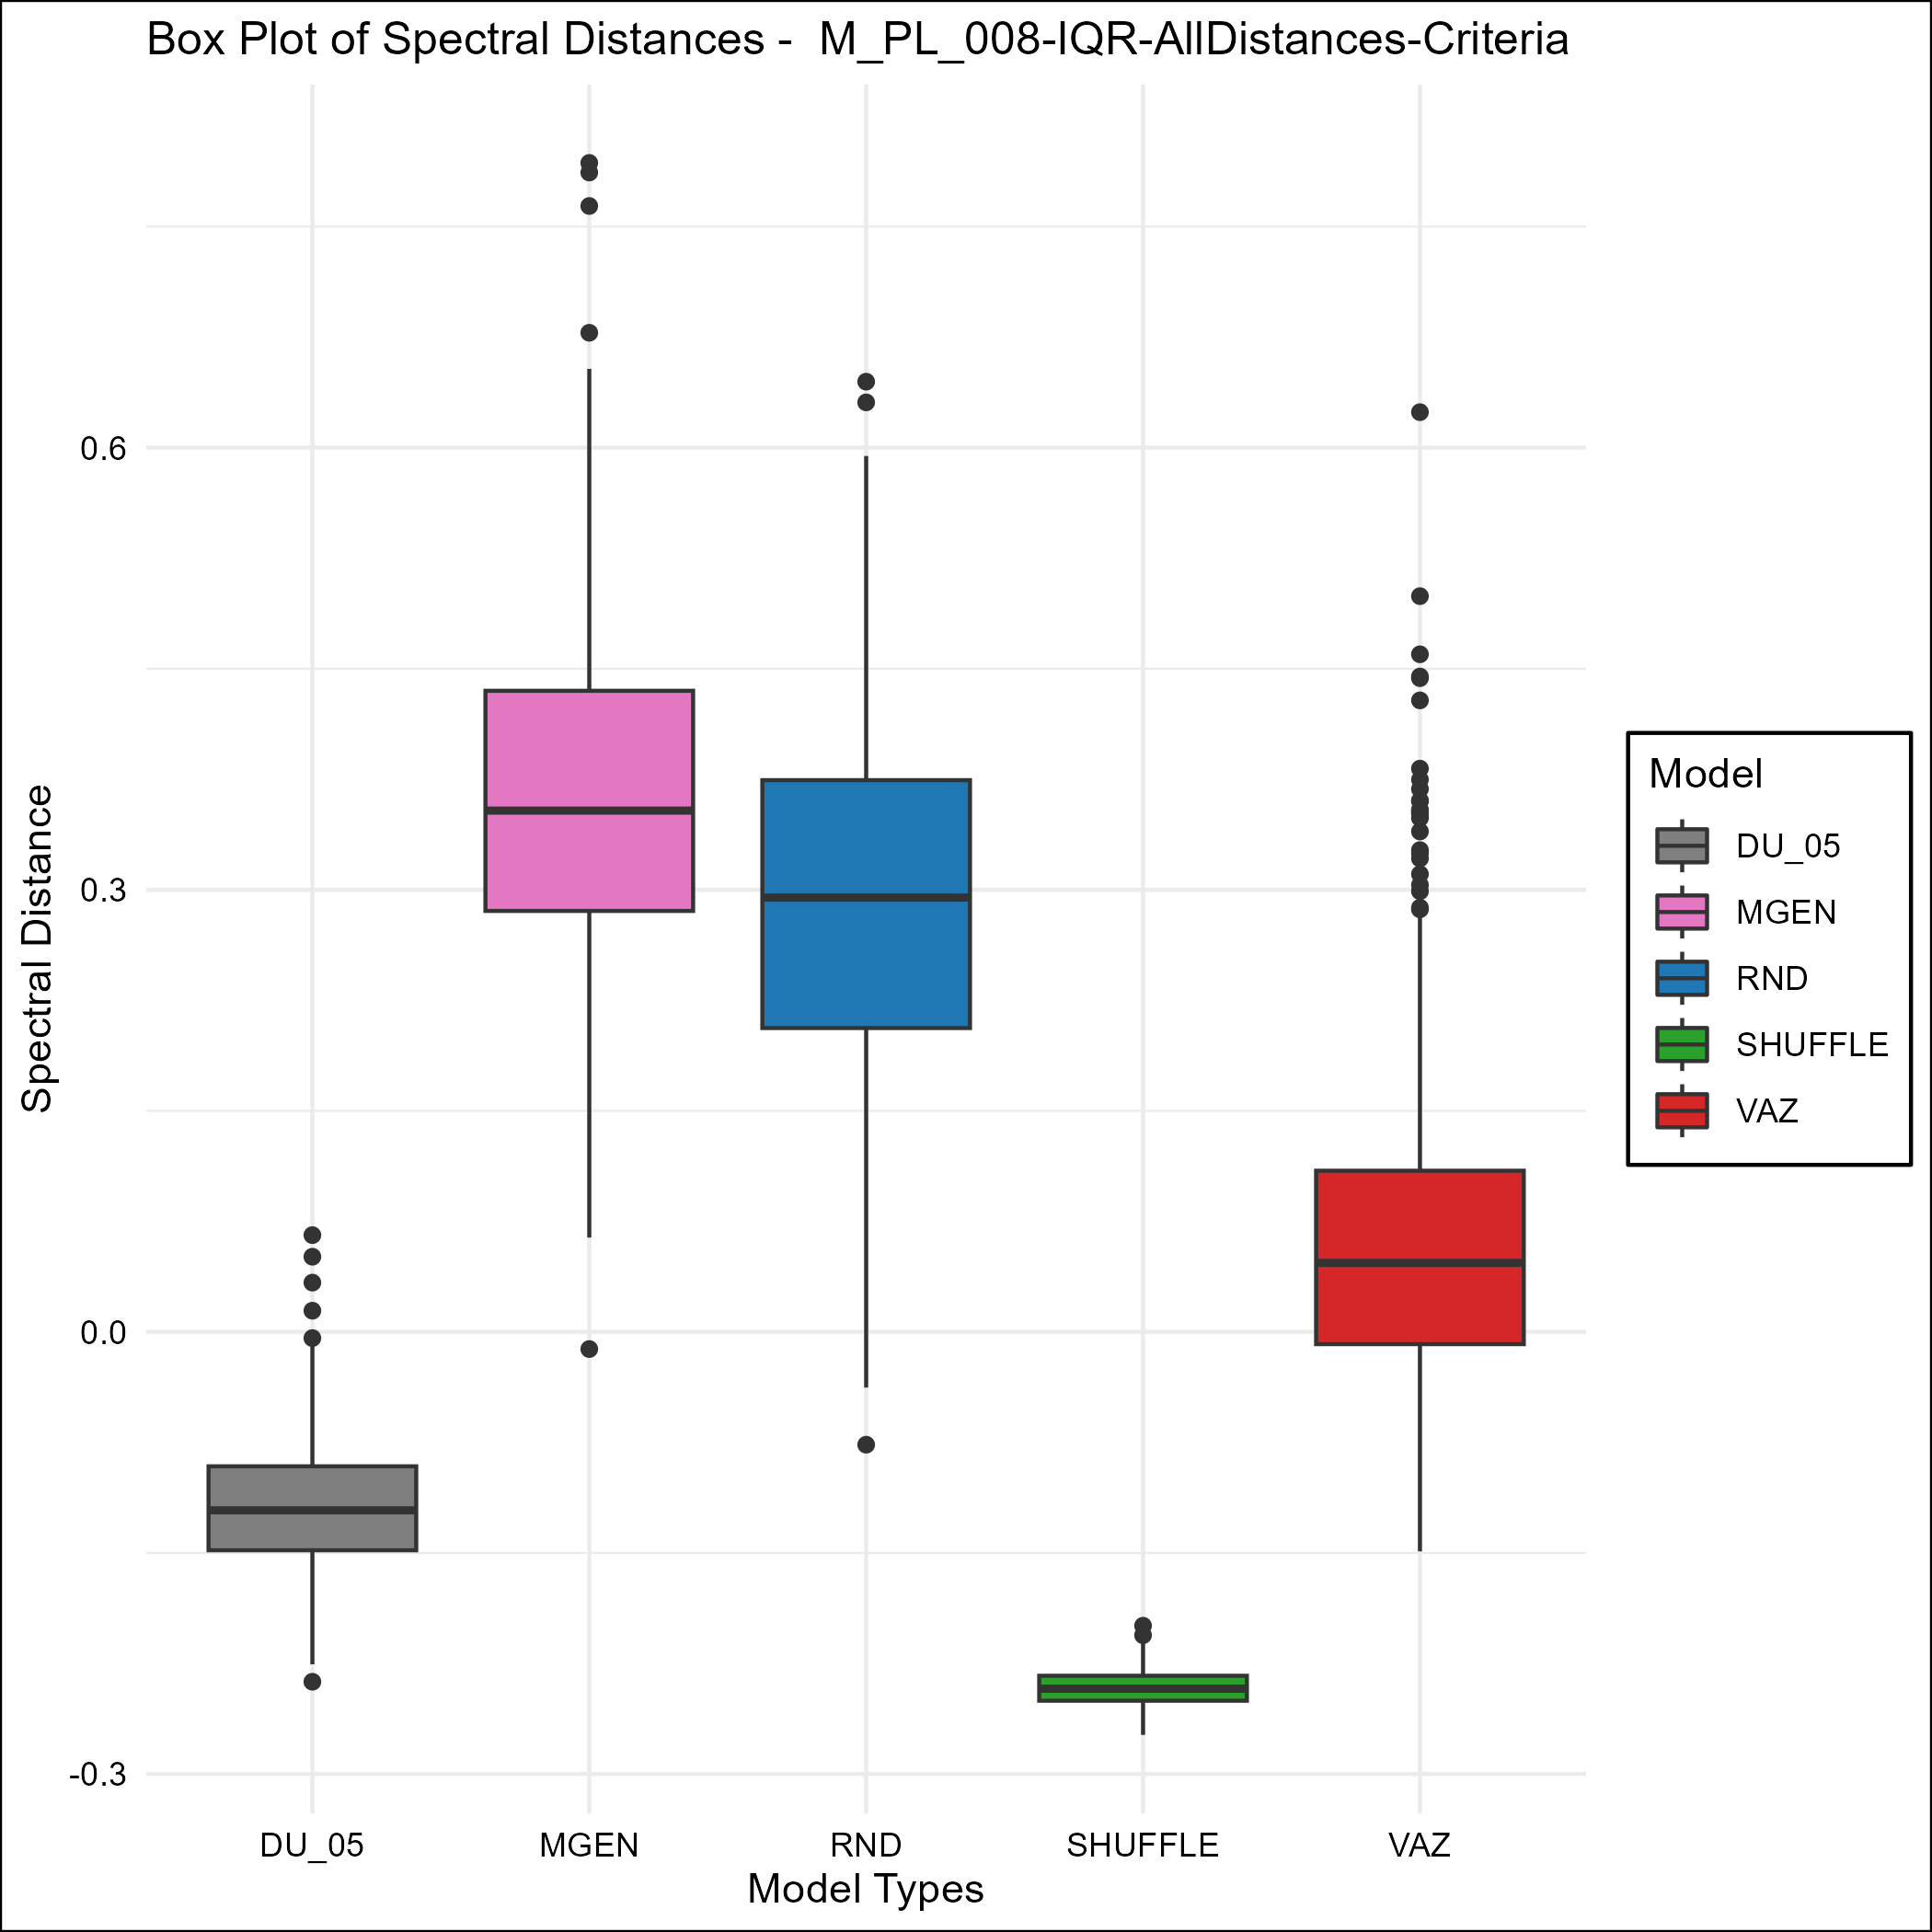 Box Plot of Spectral Distances -  M_PL_008-IQR-AllDistances-Criteria
Spectral Distance
0.6
0.3
0.0
-0.3
DU_05
MGEN
RND
SHUFFLE
VAZ
Model Types
Model
DU_05
MGEN
RND
SHUFFLE
VAZ